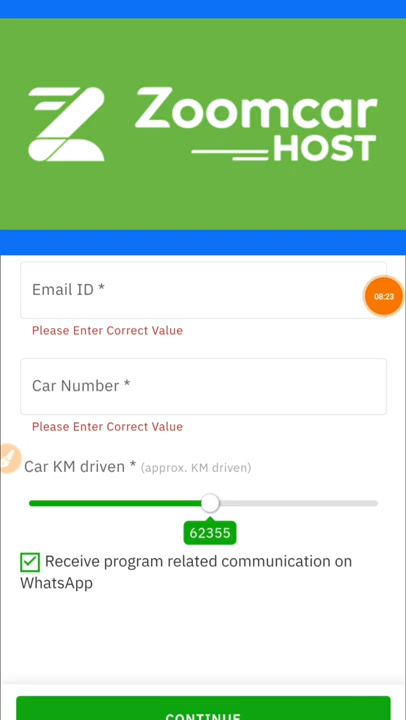 Zoomcar
HOST
Email ID *
08:23
Please Enter Correct Value
Car Number *
Please Enter Correct Value
Car KM driven * (approx. KM driven)
62355
Receive program related communication on
WhatsApp
CONTINUE